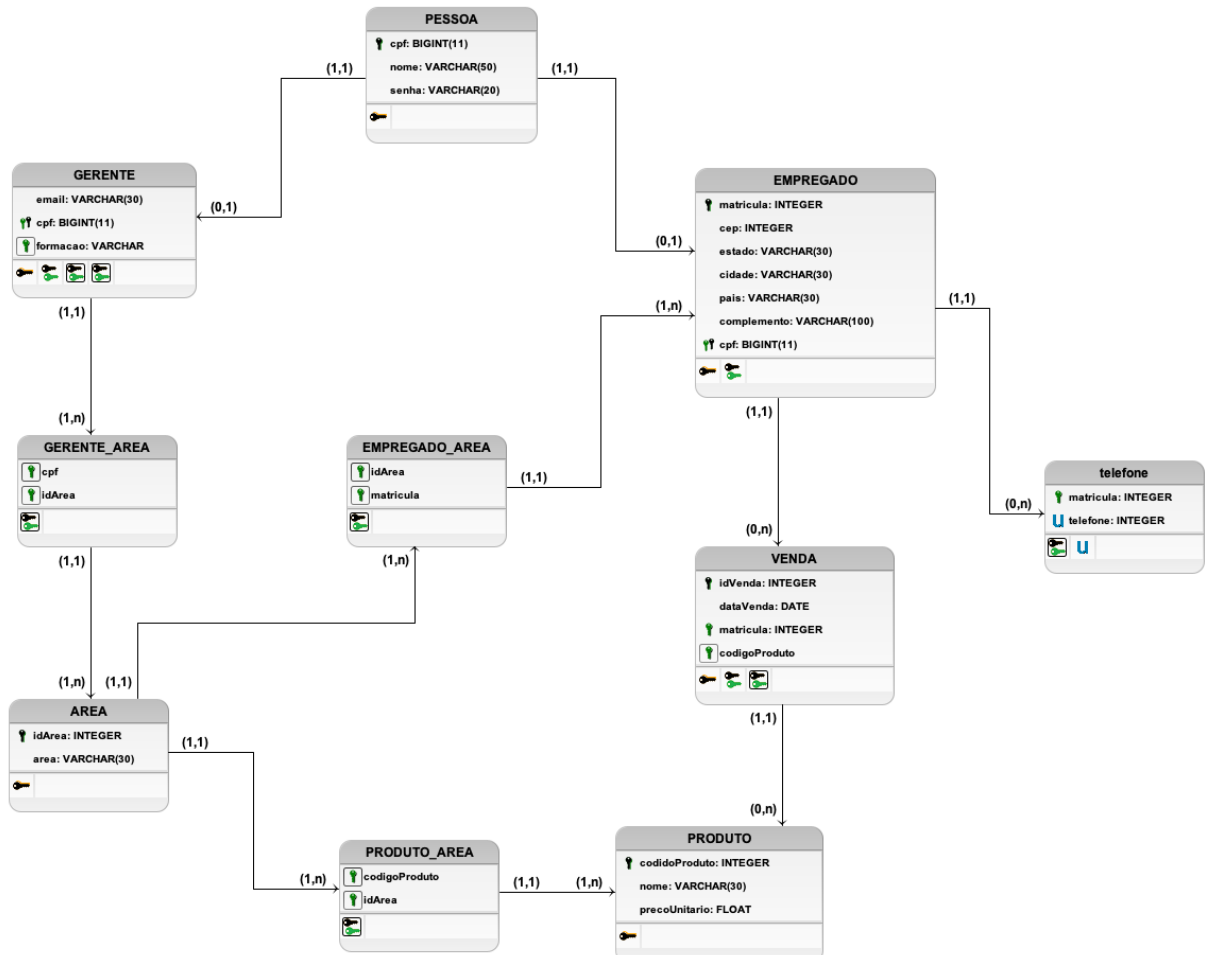 PESSOA
cpf: BIGINT(11)
nome: VARCHAR(50)
senha: VARCHAR(20)
(1,1)
(1,1)
GERENTE
email: VARCHAR(30)
cpf: BIGINT(11)
formacao: VARCHAR
(0,1)
(1,1)
EMPREGADO
matricula: INTEGER
cep: INTEGER
estado: VARCHAR(30)
cidade: VARCHAR(30)
pais: VARCHAR(30)
complemento: VARCHAR(100)
cpf: BIGINT(11)
(0,1)
(1,n)
(1,1)
(1,1)
(1,n)
GERENTE_AREA
cpf
idArea
(1,1)
EMPREGADO_AREA
idArea
matricula
(1,1)
(1,n)
telefone
matricula: INTEGER
U telefone: INTEGER
U
(0,n)
(0,n)
VENDA
idVenda: INTEGER
dataVenda: DATE
matricula: INTEGER
codigoProduto
(1,1)
(1,n)
(1,1)
AREA
idArea: INTEGER
area: VARCHAR(30)
(1,1)
(0,n)
PRODUTO_AREA
codigoProduto
idArea
(1,n)
(1,1)
(1,n)
PRODUTO
codidoProduto: INTEGER
nome: VARCHAR(30)
precoUnitario: FLOAT